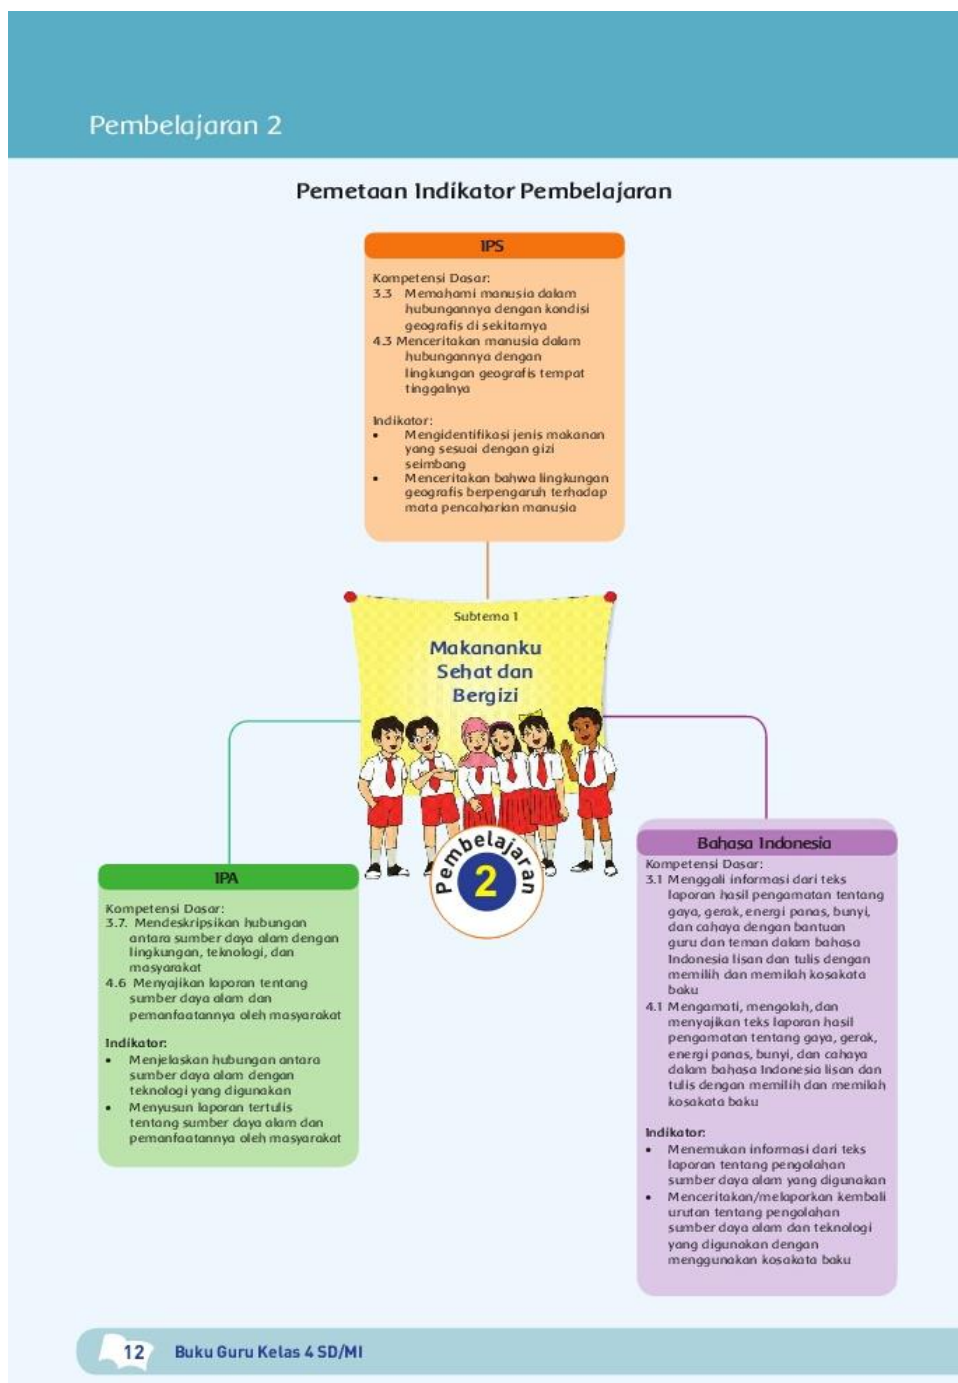 Pembelajaran 2
Pemetaan Indikator Pembelajaran
IPS
Kompetensi Dasar:
3.3 Memahami manusia dalam
hubungannya dengan kondisi
geografis di sekitarnya
4.3 Menceritakan manusia dalam
hubungannya dengan
lingkungan geografis tempat
tinggalnya
Indikator:
• Mengidentifikasi jenis makanan
yang sesuai dengan gizi
seimbang
• Menceritakan bahwa lingkungan
geografis berpengaruh terhadap
mata pencaharian manusia
Subtema 1
Makananku
Sehat dan
Bergizi
Pembelajaran
2
IPA
Kompetensi Dasar:
3.7. Mendeskripsikan hubungan
antara sumber daya alam dengan
lingkungan, teknologi, dan
masyarakat
4.6 Menyajikan laporan tentang
sumber daya alam dan
pemanfaatannya oleh masyarakat
Indikator:
• Menjelaskan hubungan antara
sumber daya alam dengan
teknologi yang digunakan
• Menyusun laporan tertulis
tentang sumber daya alam dan
pemanfaatannya oleh masyarakat
Bahasa Indonesia
Kompetensi Dasar:
3.1 Menggali informasi dari teks
laporan hasil pengamatan tentang
gaya, gerak, energi panas, bunyi,
dan cahaya dengan bantuan
guru dan teman dalam bahasa
Indonesia lisan dan tulis dengan
memilih dan memilah kosakata
baku
4.1 Mengamati, mengolah, dan
menyajikan teks laporan hasil
pengamatan tentang gaya, gerak,
energi panas, bunyi, dan cahaya
dalam bahasa Indonesia lisan dan
tulis dengan memilih dan memilah
kosakata baku
Indikator:
• Menemukan informasi dari teks
laporan tentang pengolahan
sumber daya alam yang digunakan
• Menceritakan/melaporkan kembali
urutan tentang pengolahan
sumber daya alam dan teknologi
yang digunakan dengan
menggunakan kosakata baku
12 Buku Guru Kelas 4 SD/MI